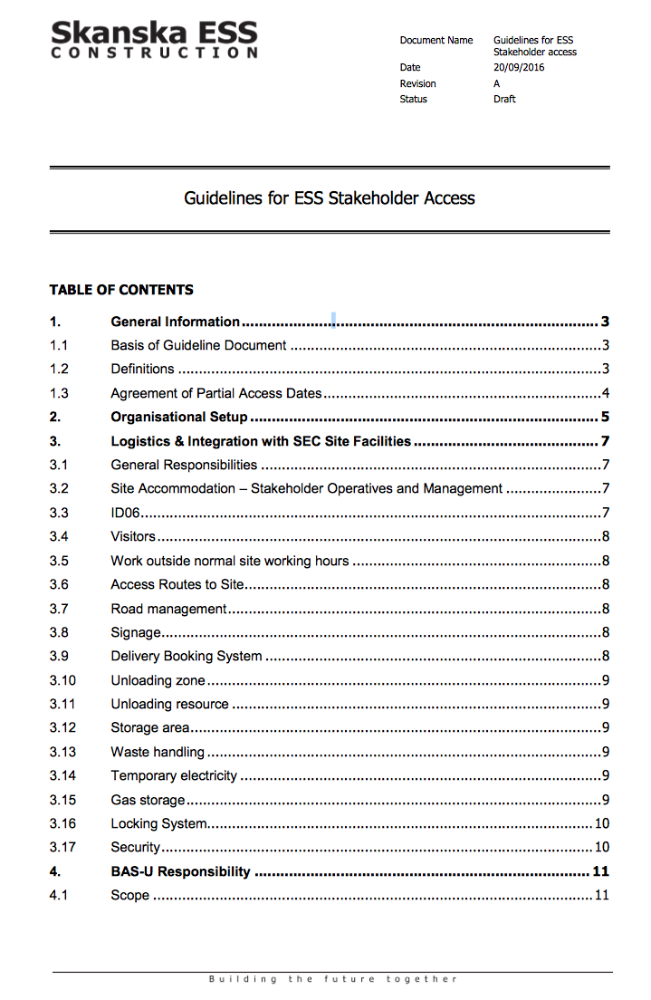 Skanska ESS
CONSTRUCTION
Document Name Guidelines for ESS
Stakeholder access
Date 20/09/2016
Revision A
Status Draft
Guidelines for ESS Stakeholder Access
TABLE OF CONTENTS
1. General Information 3
1.1 Basis of Guideline Document 3
1.2 Definitions 3
1.3 Agreement of Partial Access Dates 4
2. Organisational Setup 5
3. Logistics & Integration with SEC Site Facilities 7
3.1 General Responsibilities 7
3.2 Site Accommodation – Stakeholder Operatives and Management 7
3.3 ID06 7
3.4 Visitors 8
3.5 Work outside normal site working hours 8
3.6 Access Routes to Site 8
3.7 Road management 8
3.8 Signage 8
3.9 Delivery Booking System 8
3.10 Unloading zone 9
3.11 Unloading resource 9
3.12 Storage area 9
3.13 Waste handling 9
3.14 Temporary electricity 9
3.15 Gas storage 9
3.16 Locking System 10
3.17 Security 10
4. BAS-U Responsibility 11
4.1 Scope 11
Building the future together